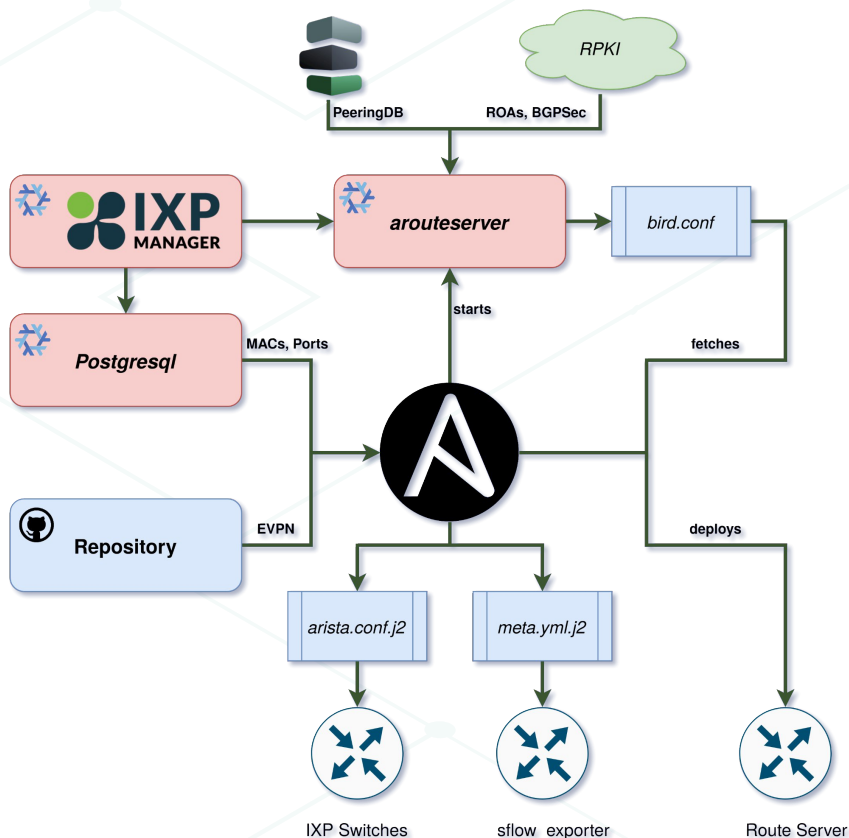 RPKI
PeeringDB
ROAs, BGPSec
IXP
MANAGER
arouteserver
bird.conf
starts
Postgresql
MACs, Ports
fetches
Repository
EVPN
deploys
arista.conf.j2
meta.yml.j2
IXP Switches
sflow_exporter
Route Server